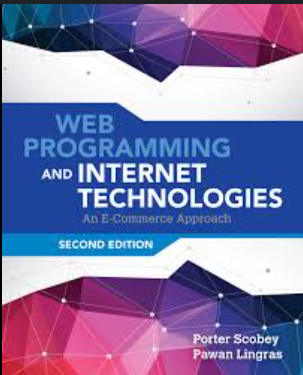 WEB
PROGRAMMING
AND INTERNET
TECHNOLOGIES
An E-Commerce Approach
SECOND EDITION
Porter Scobey
Pawan Lingras